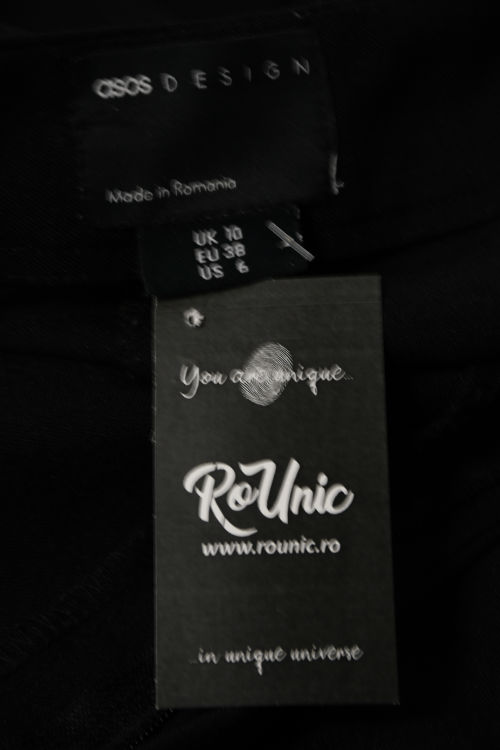 asos DESIGN
Made in Romania
UK 10
EU 38
US 6
You are unique...
RoUnic
www.rounic.ro
...in unique universe